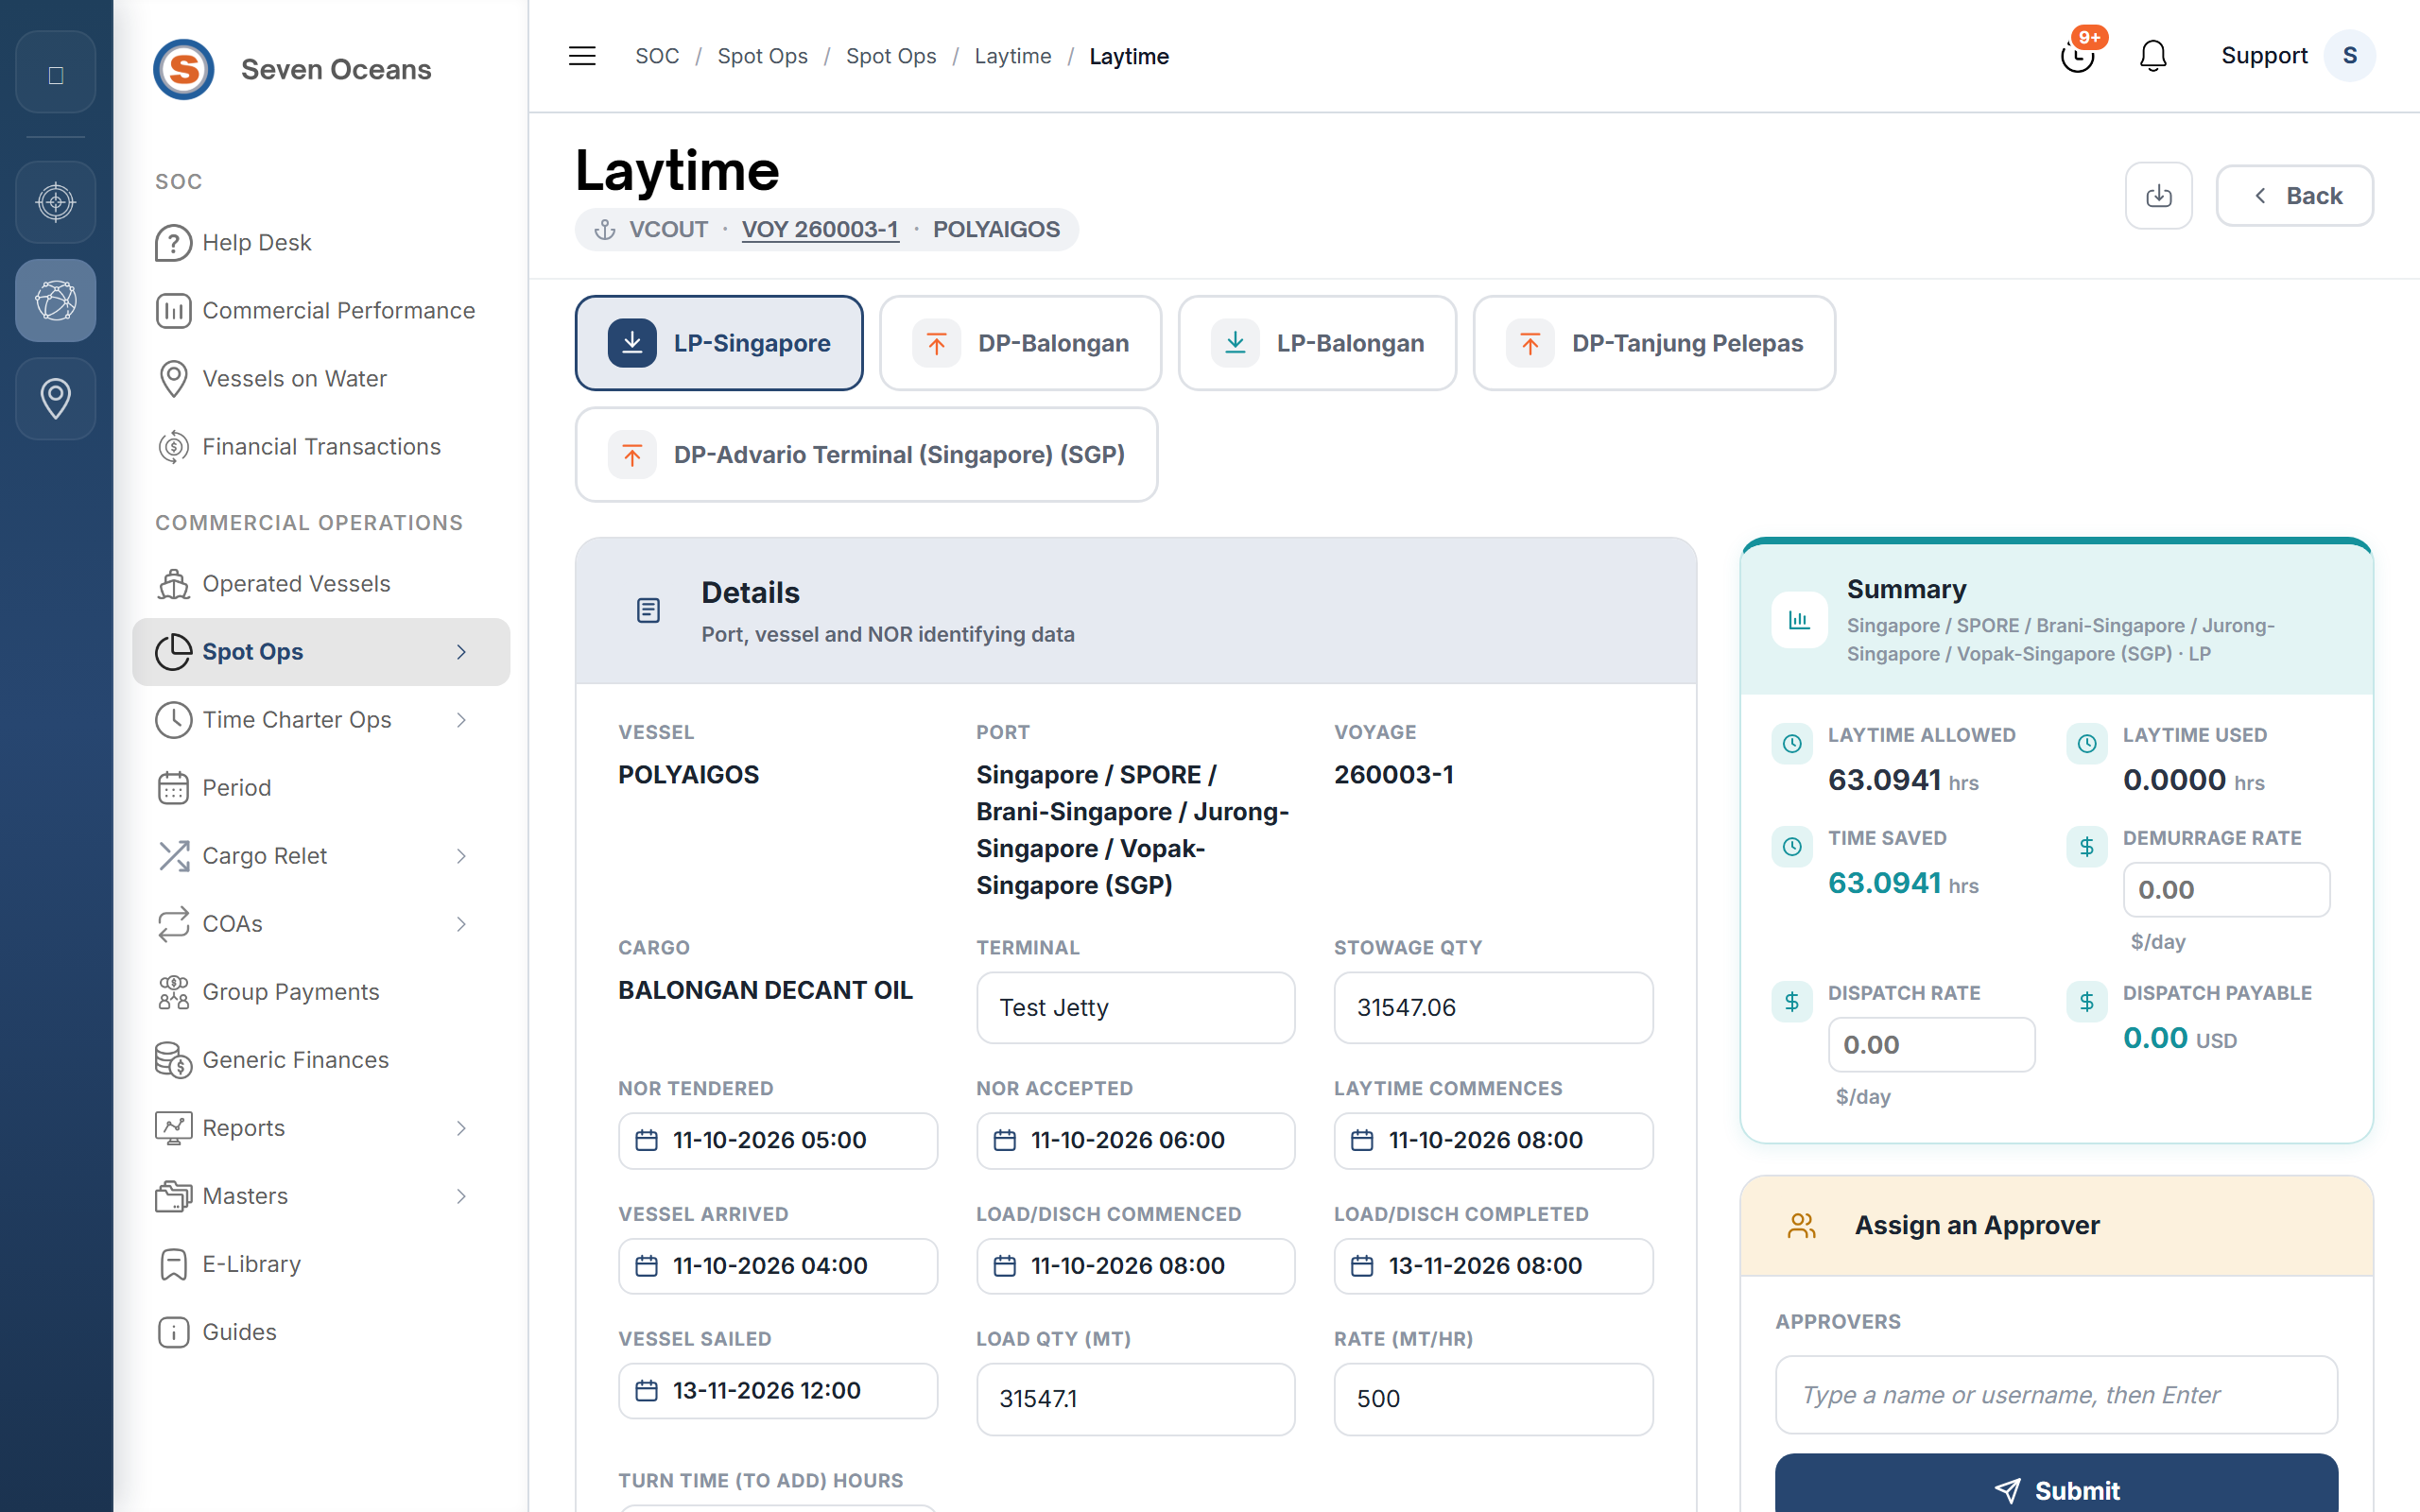 Seven Oceans
SOC
Help Desk
Commercial Performance
Vessels on Water
Financial Transactions
COMMERCIAL OPERATIONS
Operated Vessels
Spot Ops
Time Charter Ops
Period
Cargo Relet
COAs
Group Payments
Generic Finances
Reports
Masters
E-Library
Guides
SOC / Spot Ops / Spot Ops / Laytime / Laytime
9+
Support
S
Laytime
VCOUT · VOY 260003-1 · POLYAIGOS
Back
LP-Singapore
DP-Balongan
LP-Balongan
DP-Tanjung Pelepas
DP-Advario Terminal (Singapore) (SGP)
Details
Port, vessel and NOR identifying data
VESSEL
POLYAIGOS
PORT
Singapore / SPORE /
Brani-Singapore / Jurong-
Singapore / Vopak-
Singapore (SGP)
VOYAGE
260003-1
CARGO
BALONGAN DECANT OIL
TERMINAL
Test Jetty
STOWAGE QTY
31547.06
NOR TENDERED
11-10-2026 05:00
NOR ACCEPTED
11-10-2026 06:00
LAYTIME COMMENCES
11-10-2026 08:00
VESSEL ARRIVED
11-10-2026 04:00
LOAD/DISCH COMMENCED
11-10-2026 08:00
LOAD/DISCH COMPLETED
13-11-2026 08:00
VESSEL SAILED
13-11-2026 12:00
LOAD QTY (MT)
31547.1
RATE (MT/HR)
500
TURN TIME (TO ADD) HOURS
Summary
Singapore / SPORE / Brani-Singapore / Jurong-
Singapore / Vopak-Singapore (SGP) · LP
LAYTIME ALLOWED
63.0941 hrs
LAYTIME USED
0.0000 hrs
TIME SAVED
63.0941 hrs
DEMURRAGE RATE
0.00
$/day
DISPATCH RATE
0.00
$/day
DISPATCH PAYABLE
0.00 USD
Assign an Approver
APPROVERS
Type a name or username, then Enter
Submit